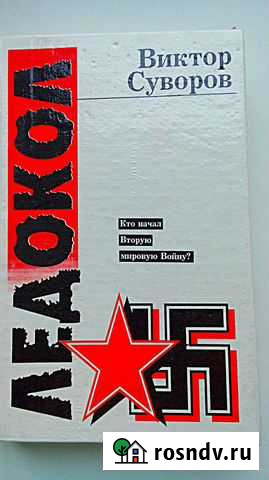 Виктор
Суворов
ЛЕДОКОЛ
Кто начал
Вторую
мировую Войну?
rosndv.ru